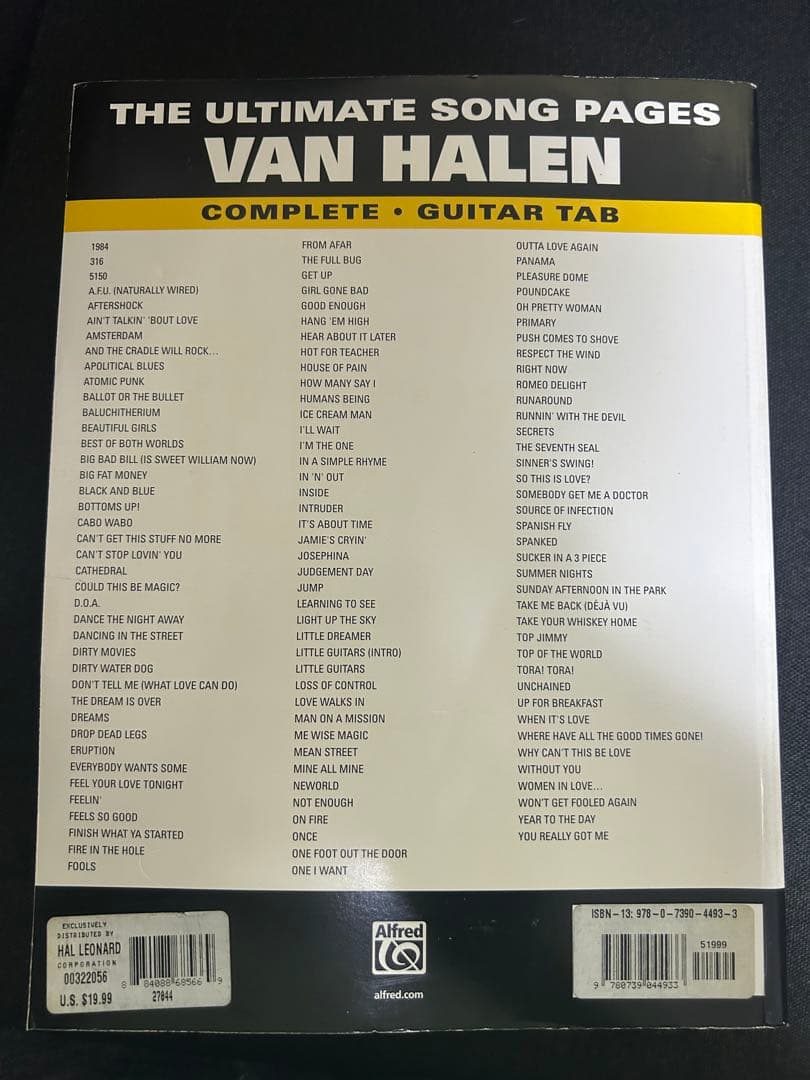 THE ULTIMATE SONG PAGES
VAN HALEN
COMPLETE • GUITAR TAB
1984
316
5150
A.F.U. (NATURALLY WIRED)
AFTERSHOCK
AIN'T TALKIN' 'BOUT LOVE
AMSTERDAM
AND THE CRADLE WILL ROCK...
APOLITICAL BLUES
ATOMIC PUNK
BALLOT OR THE BULLET
BALUCHITHERIUM
BEAUTIFUL GIRLS
BEST OF BOTH WORLDS
BIG BAD BILL (IS SWEET WILLIAM NOW)
BIG FAT MONEY
BLACK AND BLUE
BOTTOMS UP!
CABO WABO
CAN'T GET THIS STUFF NO MORE
CAN'T STOP LOVIN' YOU
CATHEDRAL
COULD THIS BE MAGIC?
D.O.A.
DANCE THE NIGHT AWAY
DANCING IN THE STREET
DIRTY MOVIES
DIRTY WATER DOG
DON'T TELL ME (WHAT LOVE CAN DO)
THE DREAM IS OVER
DREAMS
DROP DEAD LEGS
ERUPTION
EVERYBODY WANTS SOME
FEEL YOUR LOVE TONIGHT
FEELIN'
FEELS SO GOOD
FINISH WHAT YA STARTED
FIRE IN THE HOLE
FOOLS
FROM AFAR
THE FULL BUG
GET UP
GIRL GONE BAD
GOOD ENOUGH
HANG 'EM HIGH
HEAR ABOUT IT LATER
HOT FOR TEACHER
HOUSE OF PAIN
HOW MANY SAY I
HUMANS BEING
ICE CREAM MAN
I'LL WAIT
I'M THE ONE
IN A SIMPLE RHYME
IN 'N' OUT
INSIDE
INTRUDER
IT'S ABOUT TIME
JAMIE'S CRYIN'
JOSEPHINA
JUDGEMENT DAY
JUMP
LEARNING TO SEE
LIGHT UP THE SKY
LITTLE DREAMER
LITTLE GUITARS (INTRO)
LITTLE GUITARS
LOSS OF CONTROL
LOVE WALKS IN
MAN ON A MISSION
ME WISE MAGIC
MEAN STREET
MINE ALL MINE
NEWORLD
NOT ENOUGH
ON FIRE
ONCE
ONE FOOT OUT THE DOOR
ONE I WANT
OUTTA LOVE AGAIN
PANAMA
PLEASURE DOME
POUNDCAKE
OH PRETTY WOMAN
PRIMARY
PUSH COMES TO SHOVE
RESPECT THE WIND
RIGHT NOW
ROMEO DELIGHT
RUNAROUND
RUNNIN' WITH THE DEVIL
SECRETS
THE SEVENTH SEAL
SINNER'S SWING!
SO THIS IS LOVE?
SOMEBODY GET ME A DOCTOR
SOURCE OF INFECTION
SPANISH FLY
SPANKED
SUCKER IN A 3 PIECE
SUMMER NIGHTS
SUNDAY AFTERNOON IN THE PARK
TAKE ME BACK (DÉJÀ VU)
TAKE YOUR WHISKEY HOME
TOP JIMMY
TOP OF THE WORLD
TORA! TORA!
UNCHAINED
UP FOR BREAKFAST
WHEN IT'S LOVE
WHERE HAVE ALL THE GOOD TIMES GONE!
WHY CAN'T THIS BE LOVE
WITHOUT YOU
WOMEN IN LOVE...
WON'T GET FOOLED AGAIN
YEAR TO THE DAY
YOU REALLY GOT ME
EXCLUSIVELY
DISTRIBUTED BY
HAL LEONARD
CORPORATION
00322056
U.S. $19.99
8 84088 68566 9
27844
Alfred
alfred.com
ISBN-13: 978-0-7390-4493-3
51999
9 780739 044933